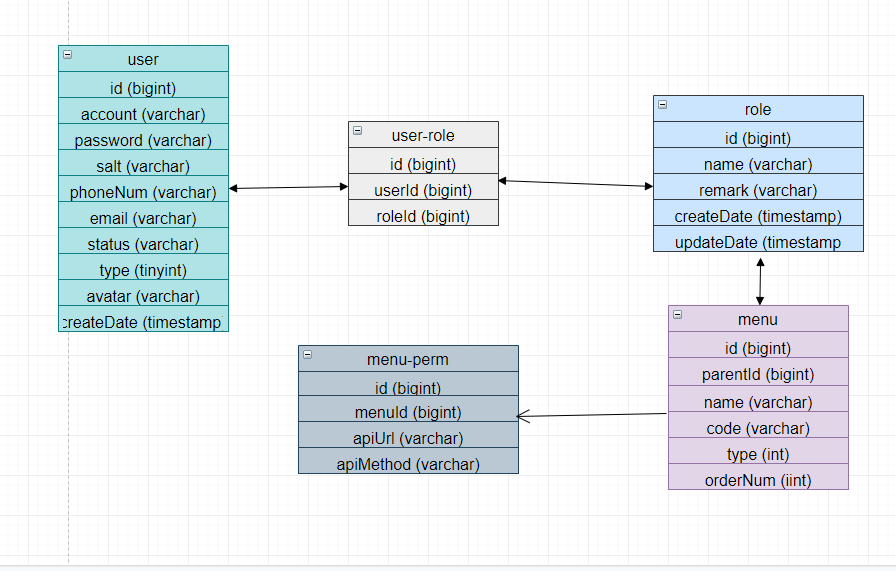 user
id (bigint)
account (varchar)
password (varchar)
salt (varchar)
phoneNum (varchar)
email (varchar)
status (varchar)
type (tinyint)
avatar (varchar)
createDate (timestamp)
user-role
id (bigint)
userId (bigint)
roleId (bigint)
role
id (bigint)
name (varchar)
remark (varchar)
createDate (timestamp)
updateDate (timestamp
menu-perm
id (bigint)
menuId (bigint)
apiUrl (varchar)
apiMethod (varchar)
menu
id (bigint)
parentId (bigint)
name (varchar)
code (varchar)
type (int)
orderNum (iint)